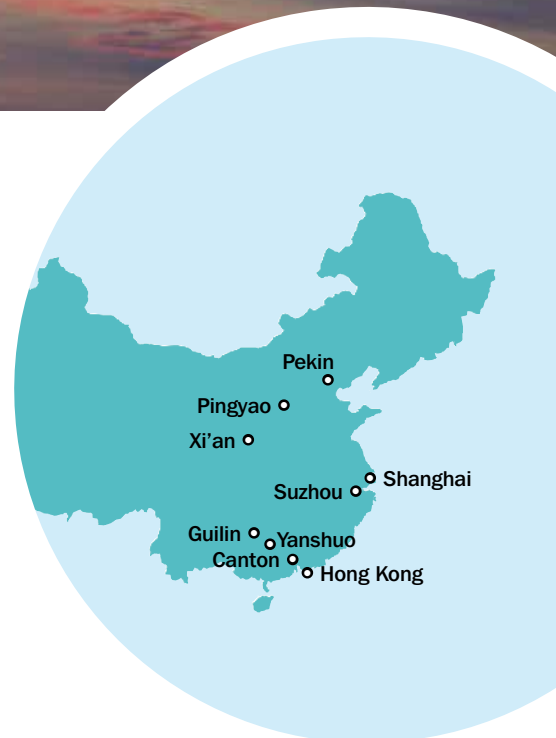 Pekin
Pingyao
Xi'an
Shanghai
Suzhou
Guilin
Yanshuo
Canton
Hong Kong